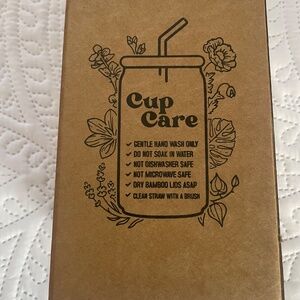 Cup
Care
✓ GENTLE HAND WASH ONLY
✓ DO NOT SOAK IN WATER
✓ NOT DISHWASHER SAFE
✓ NOT MICROWAVE SAFE
✓ DRY BAMBOO LIDS ASAP
✓ CLEAN STRAW WITH A BRUSH